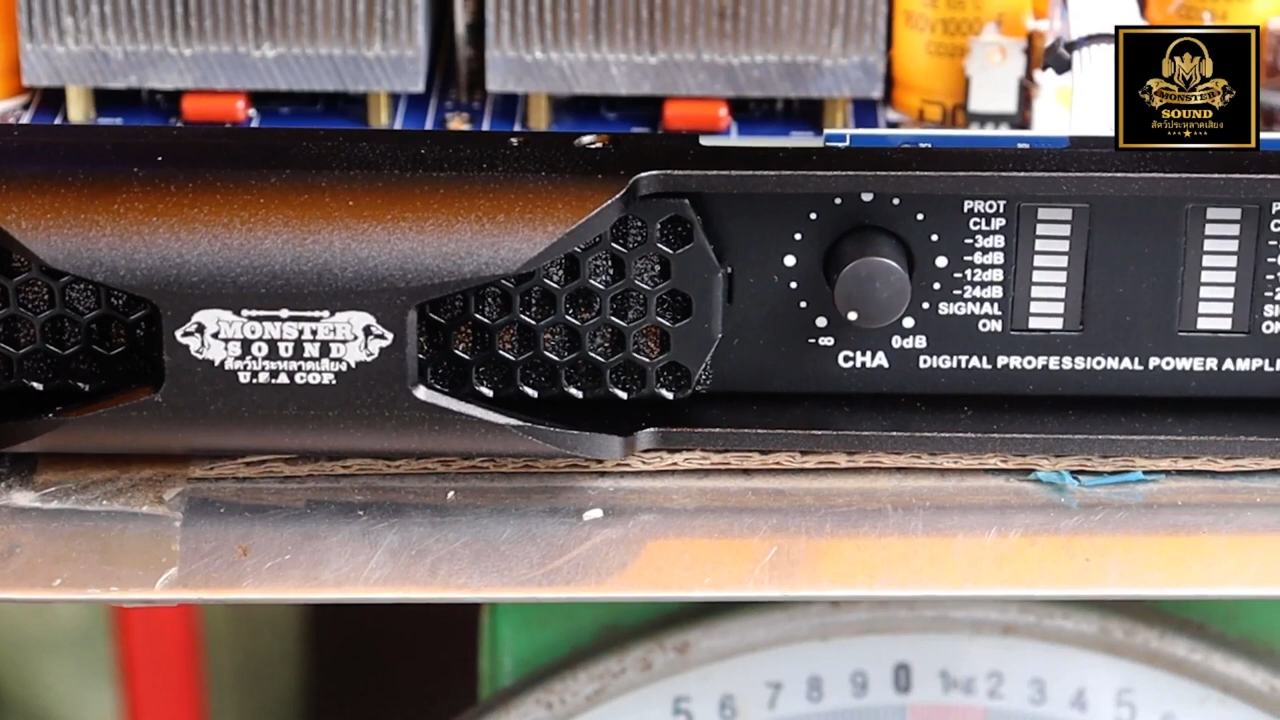 MONSTER
SOUND
สัตว์ประหลาดเสียง
PROT
CLIP
-3dB
-6dB
-12dB
-24dB
SIGNAL
ON
-∞
0dB
CHA
DIGITAL PROFESSIONAL POWER
MONSTER
SOUND
สัตว์ประหลาดเสียง
U.S.A COP.
5 6 7 8 9 0 1kg 2 3 4 5